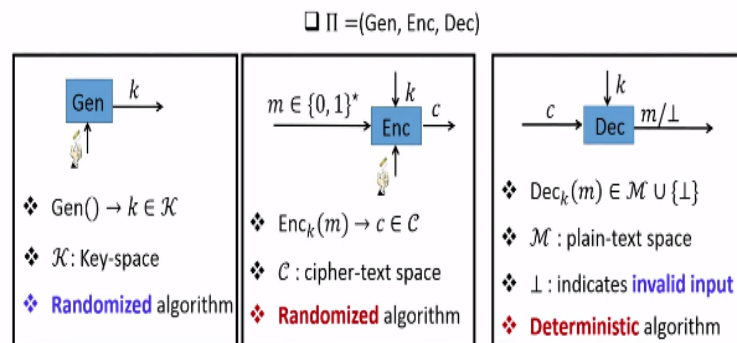 ❑ Π =(Gen, Enc, Dec)
Gen
k
❖ Gen() → k ∈ 𝒦
❖ 𝒦: Key-space
❖ Randomized algorithm
m ∈ {0, 1}*
k
Enc
c
❖ Enc_k(m) → c ∈ 𝒞
❖ 𝒞 : cipher-text space
❖ Randomized algorithm
k
c
Dec
m/⊥
❖ Dec_k(m) ∈ ℳ ∪ {⊥}
❖ ℳ : plain-text space
❖ ⊥ : indicates invalid input
❖ Deterministic algorithm